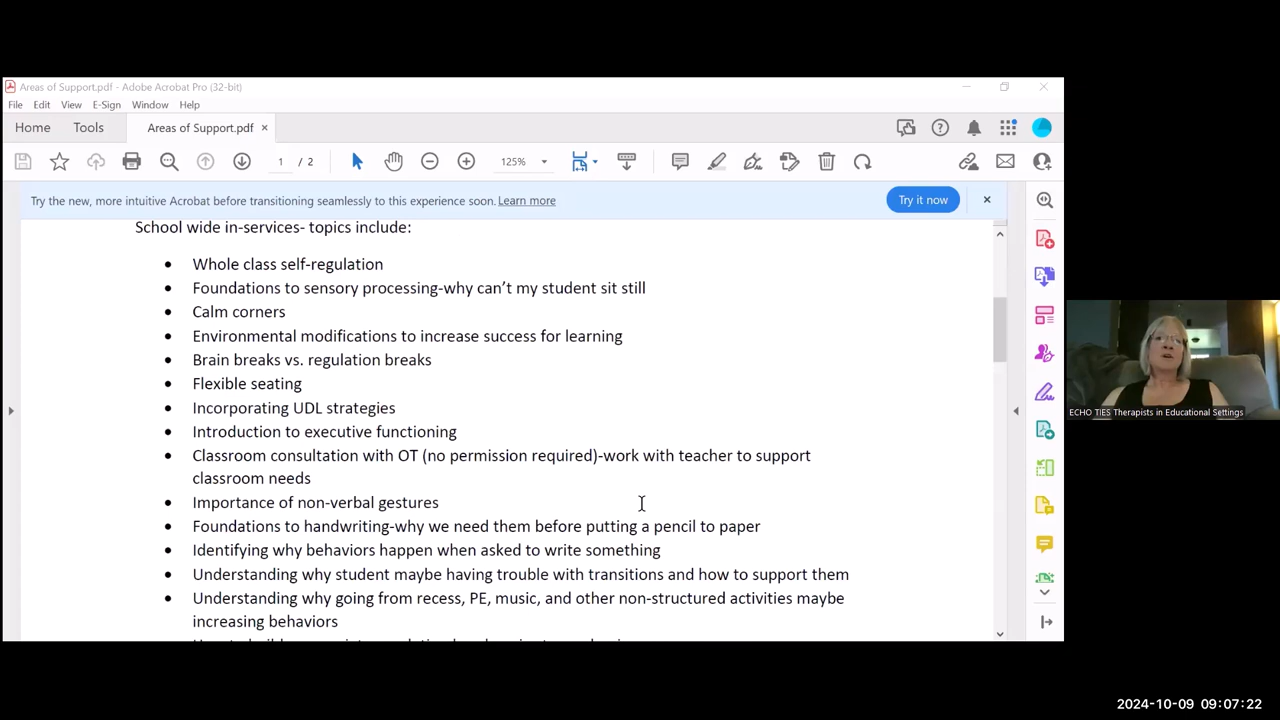 Areas of Support.pdf - Adobe Acrobat Pro (32-bit)
File Edit View E-Sign Window Help
Home Tools Areas of Support.pdf ×
1 / 2 125%
Try the new, more intuitive Acrobat before transitioning seamlessly to this experience soon. Learn more Try it now
School wide in-services- topics include:
• Whole class self-regulation
• Foundations to sensory processing-why can’t my student sit still
• Calm corners
• Environmental modifications to increase success for learning
• Brain breaks vs. regulation breaks
• Flexible seating
• Incorporating UDL strategies
• Introduction to executive functioning
• Classroom consultation with OT (no permission required)-work with teacher to support
classroom needs
• Importance of non-verbal gestures
• Foundations to handwriting-why we need them before putting a pencil to paper
• Identifying why behaviors happen when asked to write something
• Understanding why student maybe having trouble with transitions and how to support them
• Understanding why going from recess, PE, music, and other non-structured activities maybe
increasing behaviors
ECHO TIES Therapists in Educational Settings
2024-10-09 09:07:22